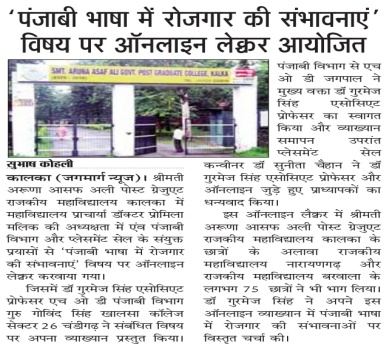 ‘पंजाबी भाषा में रोजगार की संभावनाएं’
विषय पर ऑनलाइन लेक्चर आयोजित
SMT. ARUNA ASAF ALI GOVT. POST GRADUATE COLLEGE, KALKA
सुभाष कोहली
कालका (जगमार्ग न्यूज)। श्रीमती
अरूणा आसफ अली पोस्ट ग्रेजुएट
राजकीय महाविद्यालय कालका में
महाविद्यालय प्राचार्या डॉक्टर प्रोमिला
मलिक की अध्यक्षता में एंव पंजाबी
विभाग और प्लेसमेंट सेल के संयुक्त
प्रयासों से ‘पंजाबी भाषा में रोजगार
की संभावनाएं’ विषय पर ऑनलाइन
लेक्चर करवाया गया।
जिसमें डॉ गुरमेज सिंह एसोसिएट
प्रोफेसर एच ओ डी पंजाबी विभाग
गुरु गोविंद सिंह खालसा कॉलेज
सेक्टर 26 चंडीगढ़ ने संबंधित विषय
पर अपना व्याख्यान प्रस्तुत किया।
पंजाबी विभाग से एच
ओ डी जगपाल ने
मुख्य वक्ता डॉ गुरमेज
सिंह एसोसिएट
प्रोफेसर का स्वागत
किया और व्याख्यान
समापन उपरांत
प्लेसमेंट सेल
कन्वीनर डॉ सुनीता चैहान ने डॉ
गुरमेज सिंह एसोसिएट प्रोफेसर और
ऑनलाइन जुड़े हुए प्राध्यापकों का
धन्यवाद किया।
इस ऑनलाइन लैक्चर में श्रीमती
अरूणा आसफ अली पोस्ट ग्रेजुएट
राजकीय महाविद्यालय कालका के
छात्रों के अलावा राजकीय
महाविद्यालय नारायणगढ़ और
राजकीय महाविद्यालय बरवाला के
लगभग 75 छात्रों ने भी भाग लिया।
डॉ गुरमेज सिंह ने अपने इस
ऑनलाइन व्याख्यान में पंजाबी भाषा
में रोजगार की संभावनाओं पर
विस्तृत चर्चा की।